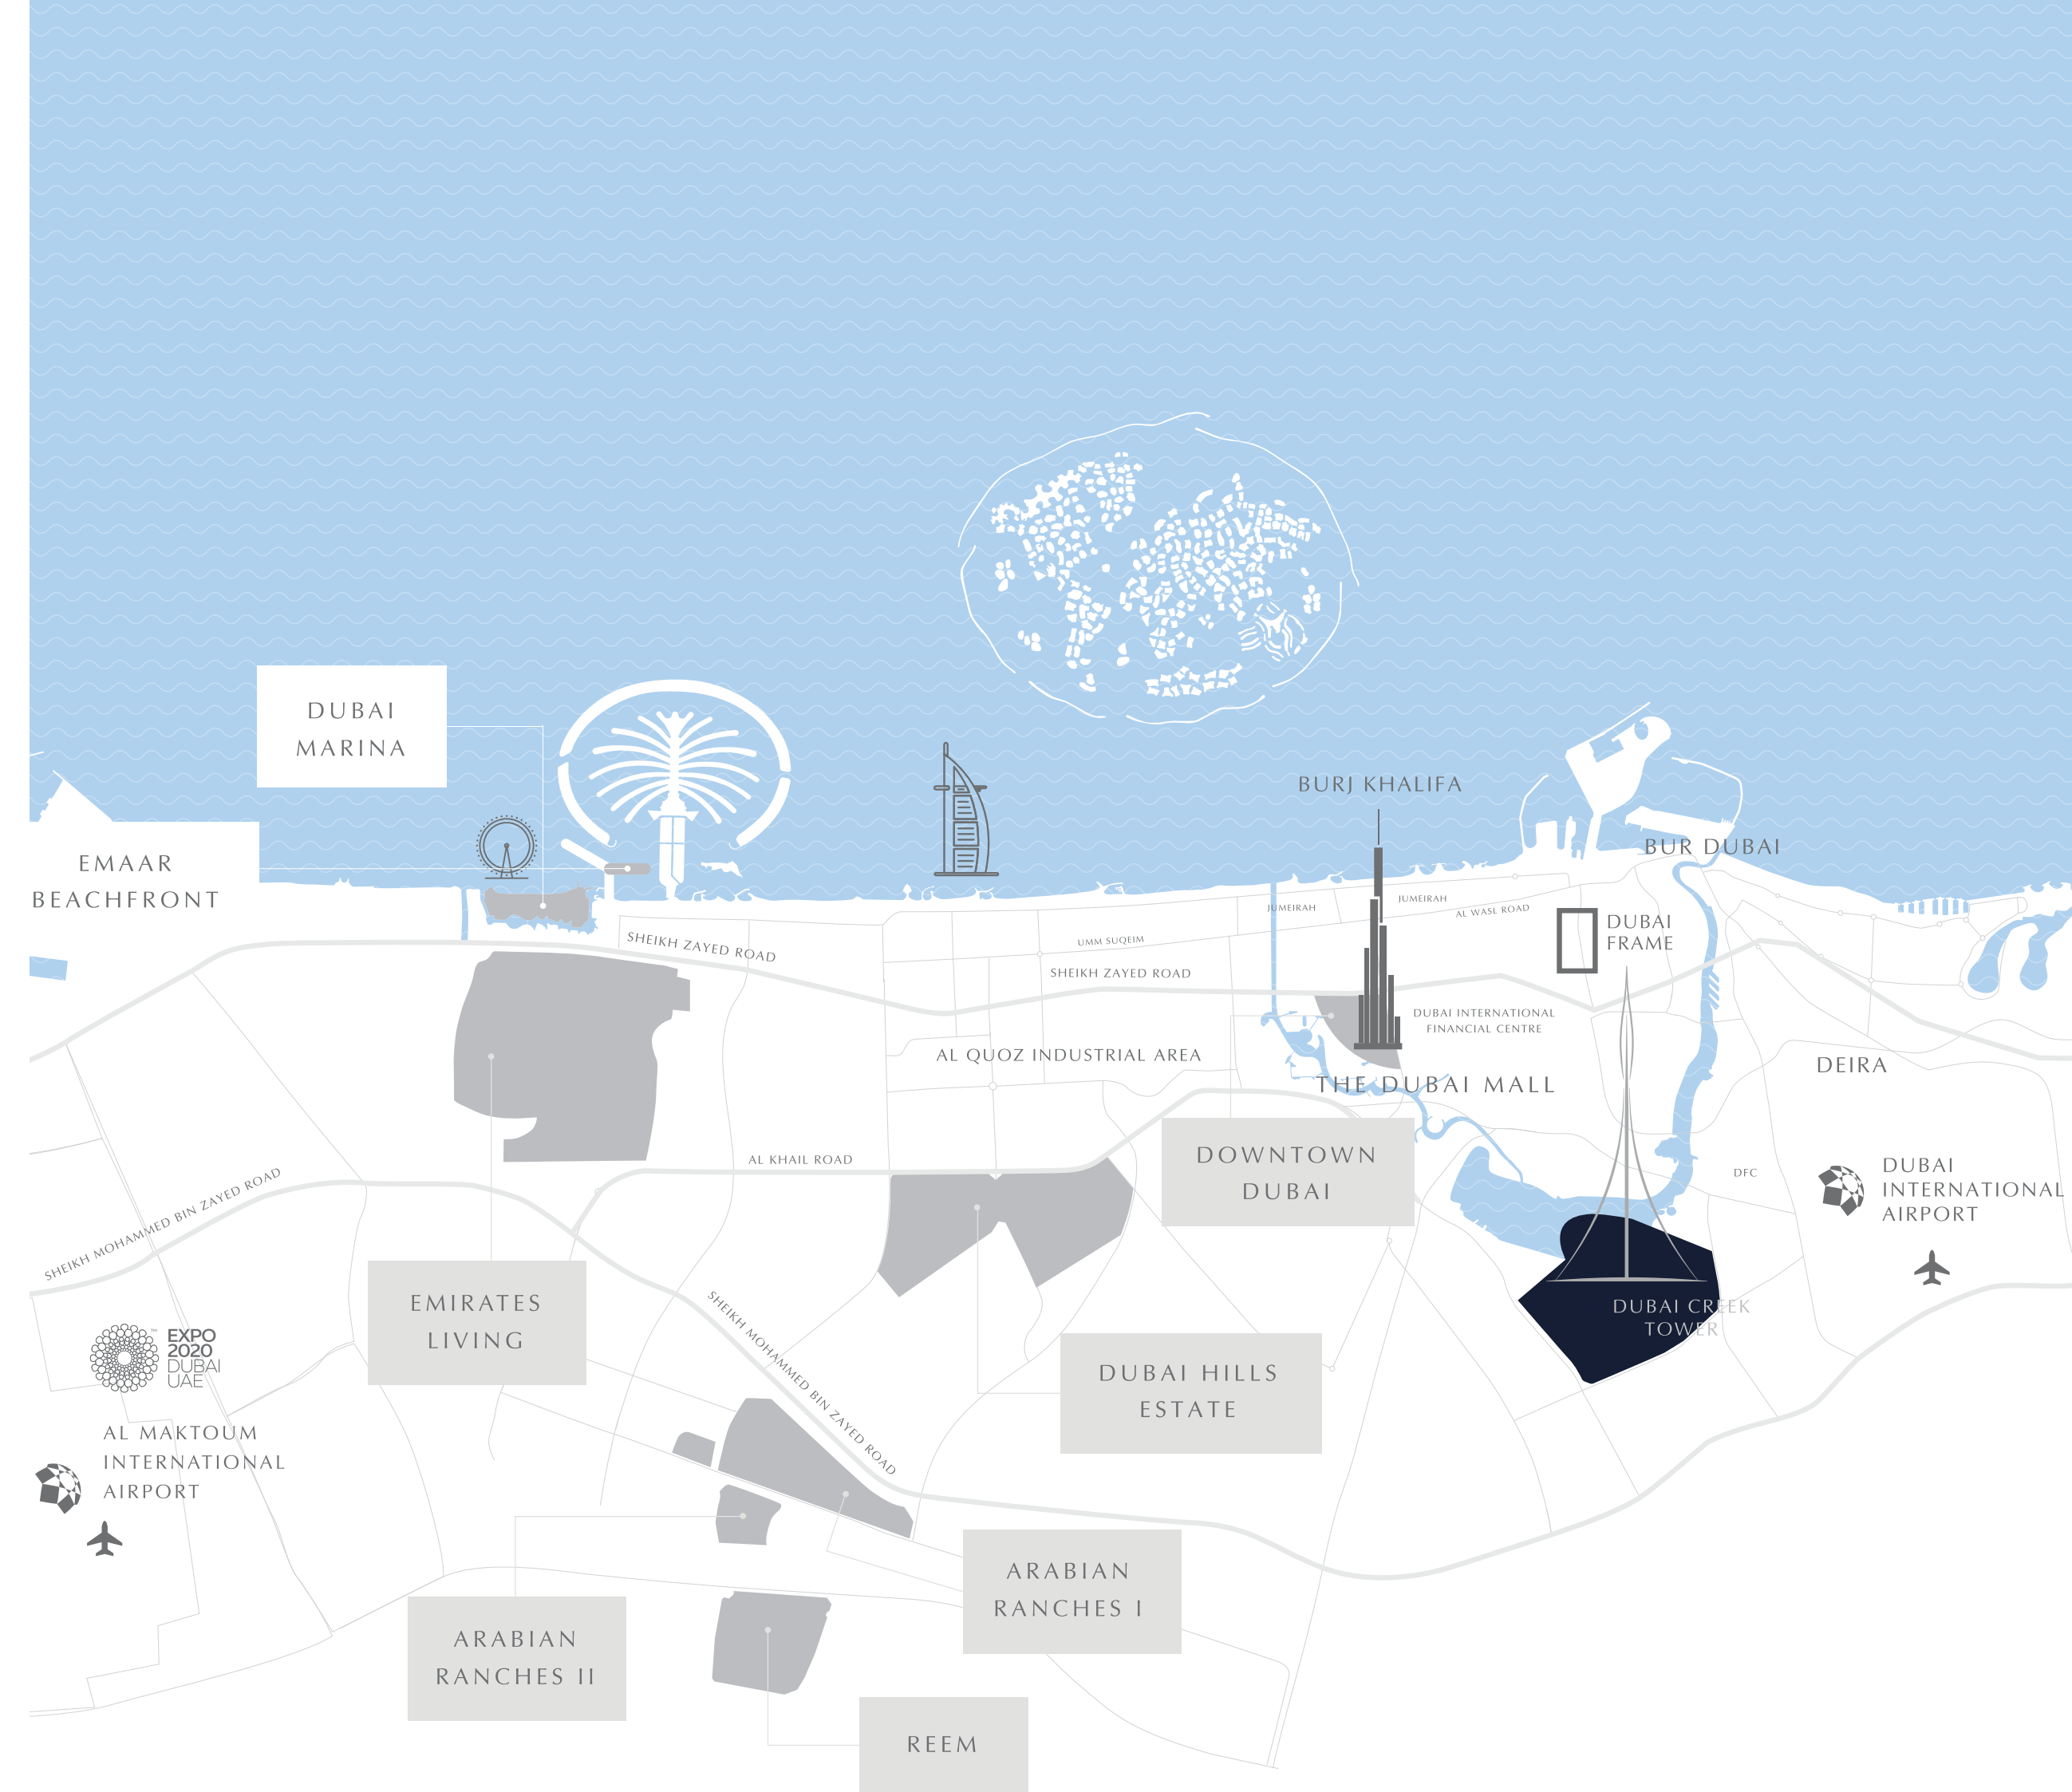 DUBAI
MARINA
EMAAR
BEACHFRONT
BURJ KHALIFA
BUR DUBAI
JUMEIRAH
JUMEIRAH
AL WASL ROAD
DUBAI
FRAME
SHEIKH ZAYED ROAD
UMM SUQEIM
SHEIKH ZAYED ROAD
DUBAI INTERNATIONAL
FINANCIAL CENTRE
AL QUOZ INDUSTRIAL AREA
THE DUBAI MALL
DEIRA
DOWNTOWN
DUBAI
AL KHAIL ROAD
DFC
DUBAI
INTERNATIONAL
AIRPORT
SHEIKH MOHAMMED BIN ZAYED ROAD
EMIRATES
LIVING
SHEIKH MOHAMMED BIN ZAYED ROAD
DUBAI CREEK
TOWER
EXPO
2020
DUBAI
UAE
DUBAI HILLS
ESTATE
AL MAKTOUM
INTERNATIONAL
AIRPORT
ARABIAN
RANCHES I
ARABIAN
RANCHES II
REEM